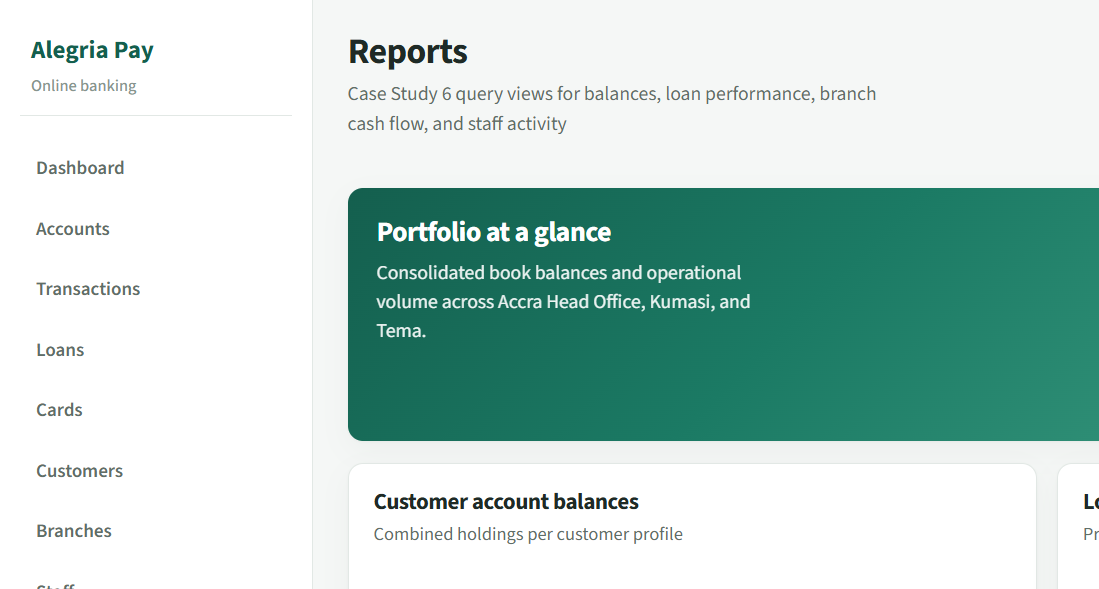 Alegria Pay
Online banking
Dashboard
Accounts
Transactions
Loans
Cards
Customers
Branches
Reports
Case Study 6 query views for balances, loan performance, branch
cash flow, and staff activity
Portfolio at a glance
Consolidated book balances and operational
volume across Accra Head Office, Kumasi, and
Tema.
Customer account balances
Combined holdings per customer profile